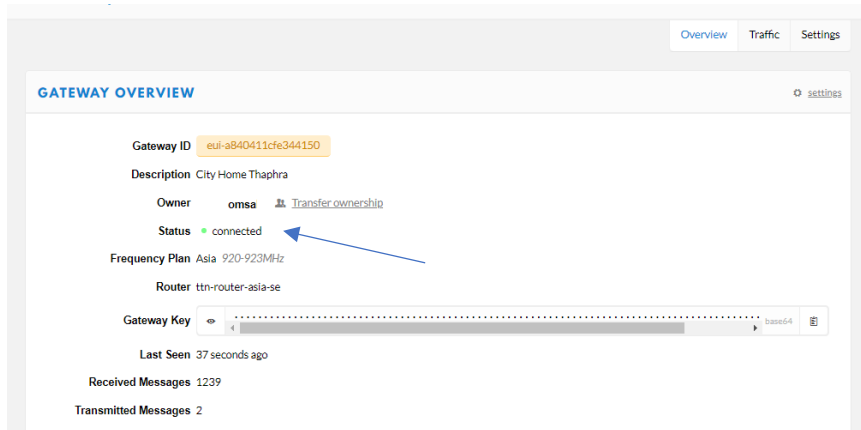 Overview Traffic Settings
GATEWAY OVERVIEW settings
Gateway ID eui-a840411cfe344150
Description City Home Thaphra
Owner omsa Transfer ownership
Status connected
Frequency Plan Asia 920-923MHz
Router ttn-router-asia-se
Gateway Key base64
Last Seen 37 seconds ago
Received Messages 1239
Transmitted Messages 2